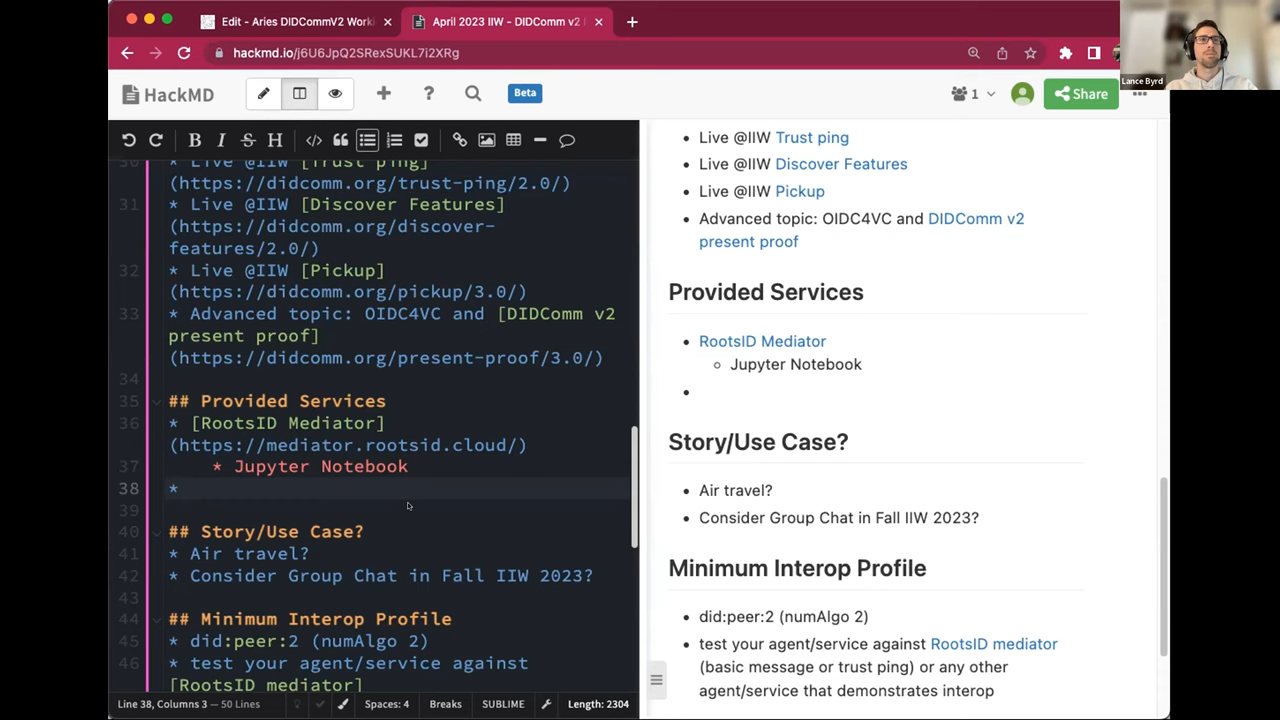 Edit - Aries DIDCommV2 Worki
April 2023 IIW - DIDComm v2
hackmd.io/j6U6JpQ2SRexSUKL7i2XRg
Lance Byrd
HackMD
Beta
1
Share
30
* Live @IIW [Trust ping]
(https://didcomm.org/trust-ping/2.0/)
31
* Live @IIW [Discover Features]
(https://didcomm.org/discover-
features/2.0/)
32
* Live @IIW [Pickup]
(https://didcomm.org/pickup/3.0/)
33
* Advanced topic: OIDC4VC and [DIDComm v2
present proof]
(https://didcomm.org/present-proof/3.0/)
34
35
## Provided Services
36
* [RootsID Mediator]
(https://mediator.rootsid.cloud/)
37
* Jupyter Notebook
38
*
39
40
## Story/Use Case?
41
* Air travel?
42
* Consider Group Chat in Fall IIW 2023?
43
44
## Minimum Interop Profile
45
* did:peer:2 (numAlgo 2)
46
* test your agent/service against
[RootsID mediator]
Line 38, Columns 3 — 50 Lines
Spaces: 4
Breaks
SUBLIME
Length: 2304
• Live @IIW Trust ping
• Live @IIW Discover Features
• Live @IIW Pickup
• Advanced topic: OIDC4VC and DIDComm v2
present proof
Provided Services
• RootsID Mediator
○ Jupyter Notebook
•
Story/Use Case?
• Air travel?
• Consider Group Chat in Fall IIW 2023?
Minimum Interop Profile
• did:peer:2 (numAlgo 2)
• test your agent/service against RootsID mediator
(basic message or trust ping) or any other
agent/service that demonstrates interop